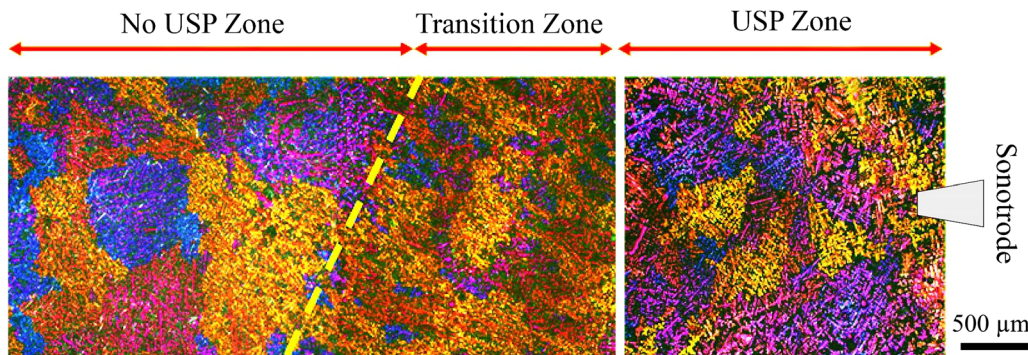 No USP Zone
Transition Zone
USP Zone
Sonotrode
500 µm